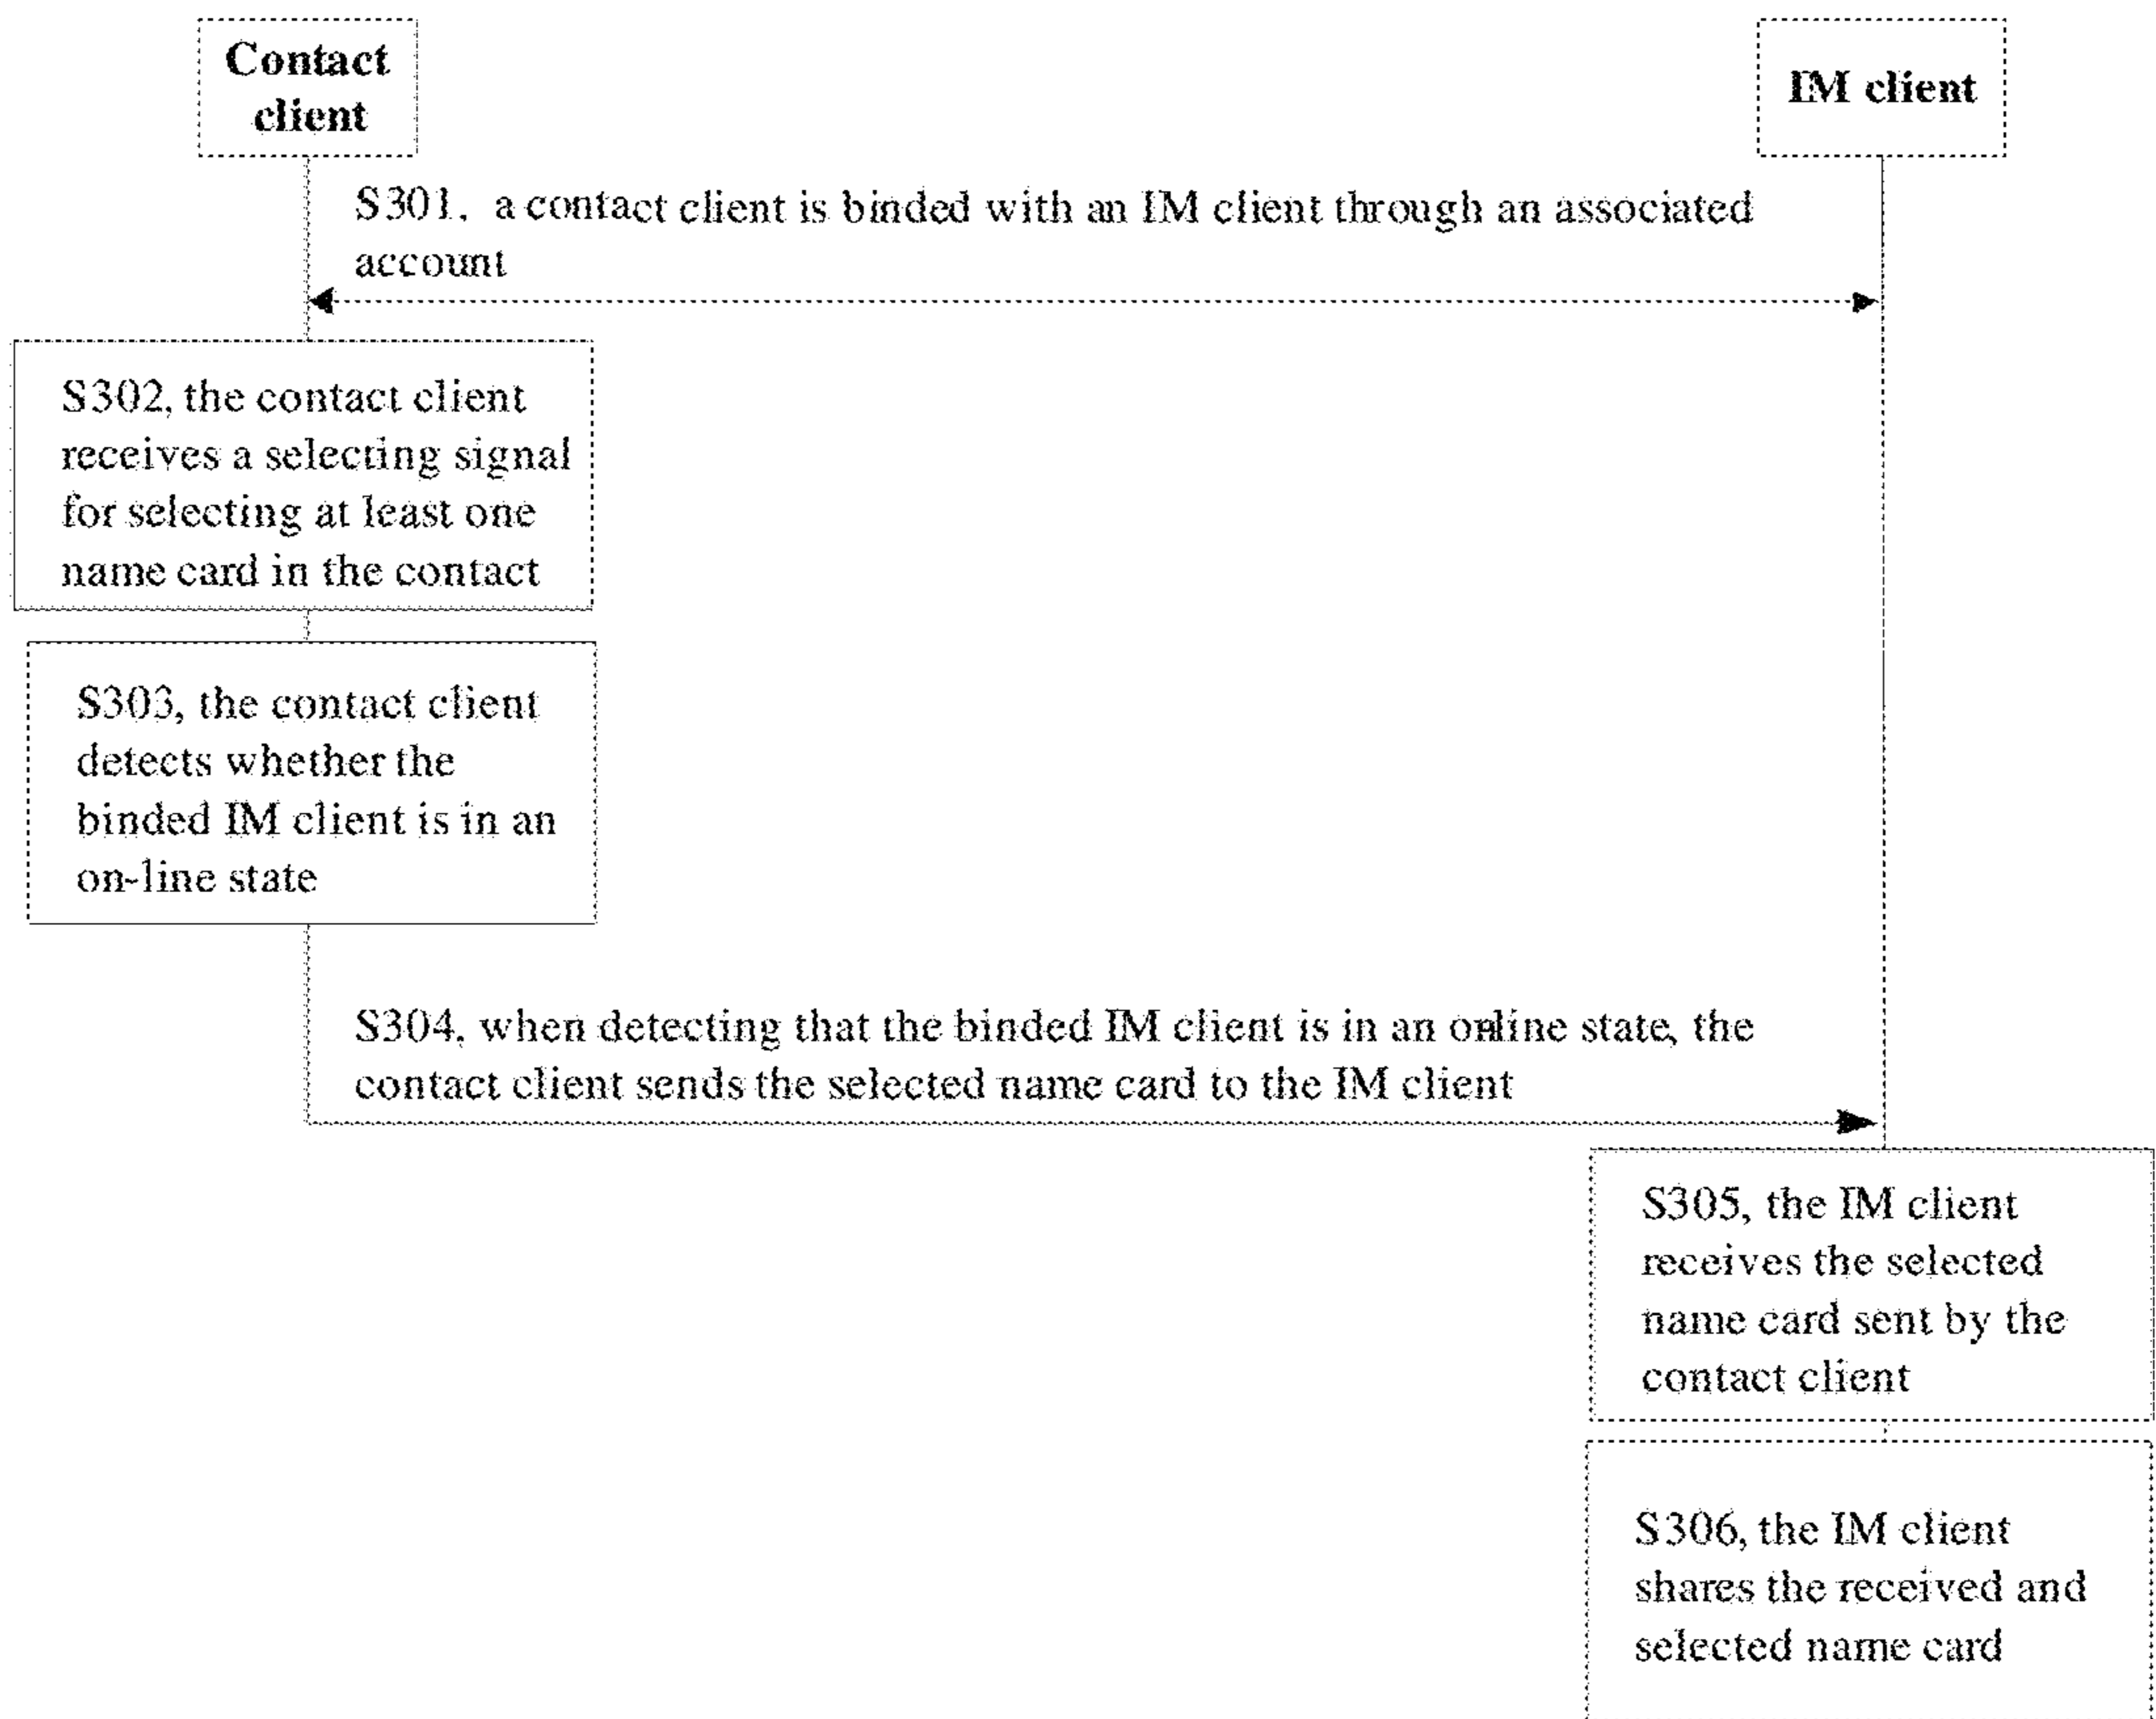 Contact
client
IM client
S301, a contact client is binded with an IM client through an associated
account
S302, the contact client
receives a selecting signal
for selecting at least one
name card in the contact
S303, the contact client
detects whether the
binded IM client is in an
on-line state
S304, when detecting that the binded IM client is in an online state, the
contact client sends the selected name card to the IM client
S305, the IM client
receives the selected
name card sent by the
contact client
S306, the IM client
shares the received and
selected name card